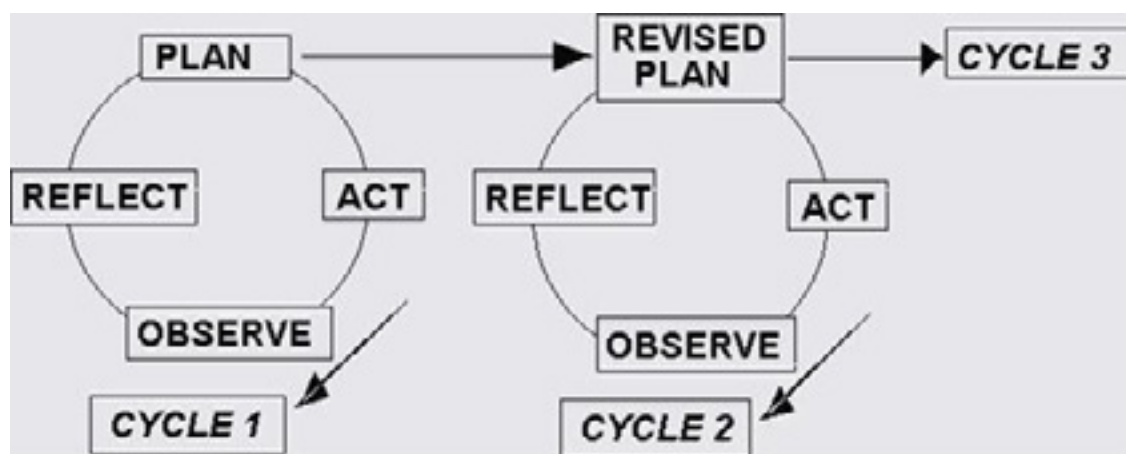 PLAN
REVISED
PLAN
CYCLE 3
REFLECT
ACT
REFLECT
ACT
OBSERVE
OBSERVE
CYCLE 1
CYCLE 2